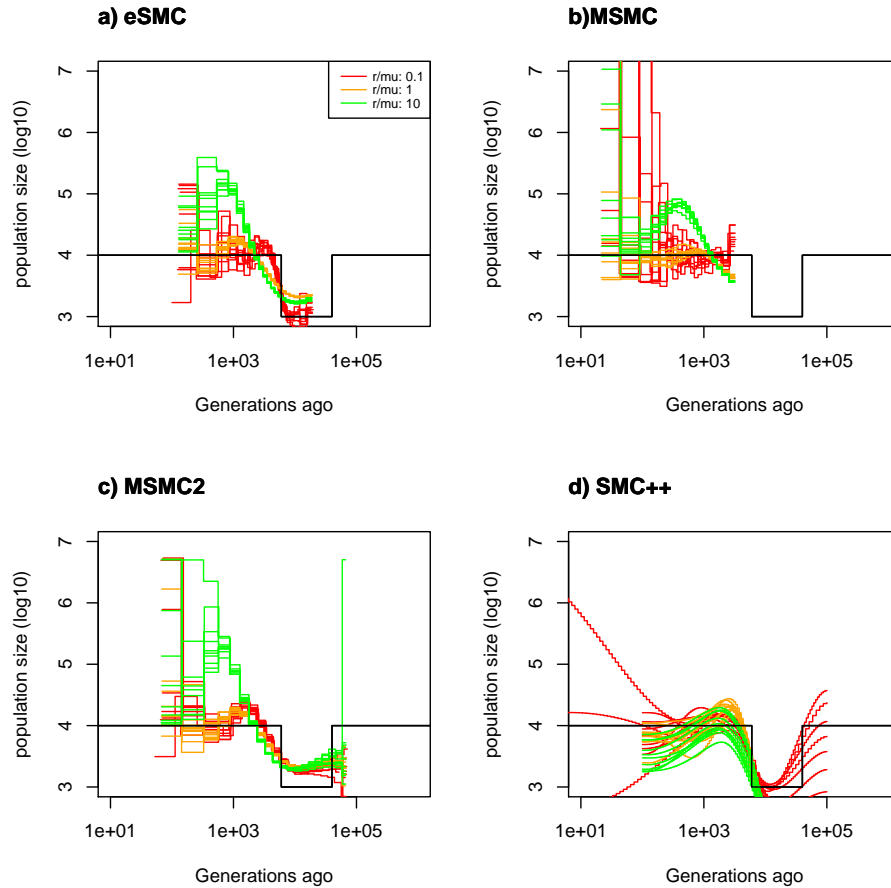 a) eSMC
7
6
5
4
3
population size (log10)
r/mu: 0.1
r/mu: 1
r/mu: 10
1e+01
1e+03
1e+05
Generations ago
b)MSMC
7
6
5
4
3
population size (log10)
1e+01
1e+03
1e+05
Generations ago
c) MSMC2
7
6
5
4
3
population size (log10)
1e+01
1e+03
1e+05
Generations ago
d) SMC++
7
6
5
4
3
population size (log10)
1e+01
1e+03
1e+05
Generations ago